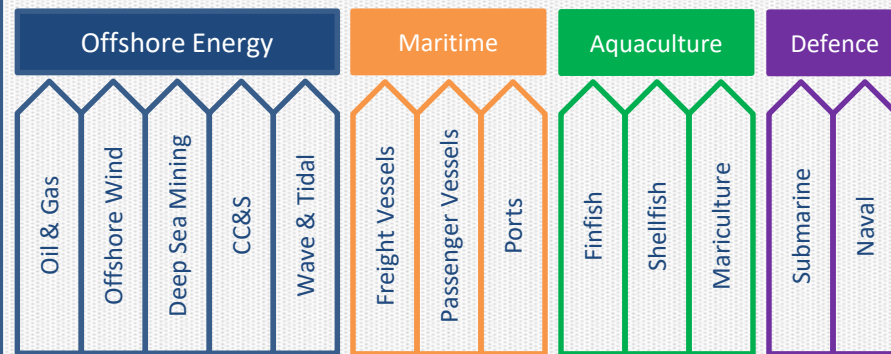 Offshore Energy
Maritime
Aquaculture
Defence
Oil & Gas
Offshore Wind
Deep Sea Mining
CC&S
Wave & Tidal
Freight Vessels
Passenger Vessels
Ports
Finfish
Shellfish
Mariculture
Submarine
Naval